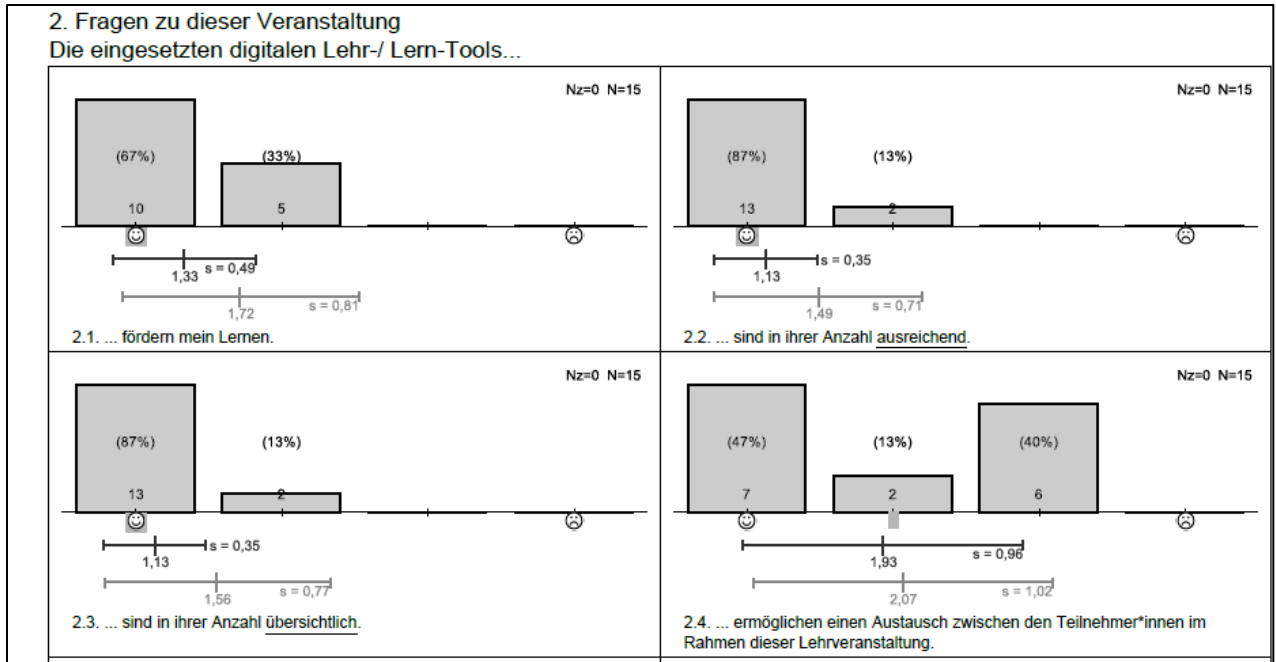 2. Fragen zu dieser Veranstaltung
Die eingesetzten digitalen Lehr-/ Lern-Tools...
Nz=0 N=15
(67%)
(33%)
10
5
1,33
s = 0,49
1,72
s = 0,81
2.1. ... fördern mein Lernen.
Nz=0 N=15
(87%)
(13%)
13
2
s = 0,35
1,13
1,49
s = 0,71
2.2. ... sind in ihrer Anzahl ausreichend.
Nz=0 N=15
(87%)
(13%)
13
2
s = 0,35
1,13
1,56
s = 0,77
2.3. ... sind in ihrer Anzahl übersichtlich.
Nz=0 N=15
(47%)
(13%)
(40%)
7
2
6
1,93
s = 0,96
2,07
s = 1,02
2.4. ... ermöglichen einen Austausch zwischen den Teilnehmer*innen im
Rahmen dieser Lehrveranstaltung.